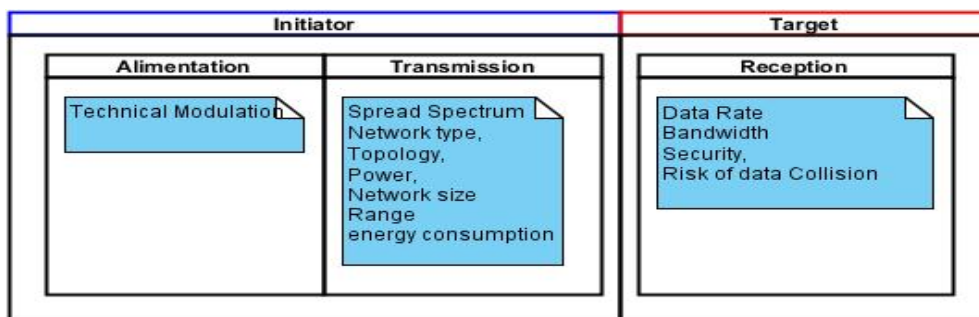 Initiator
Target
Alimentation
Transmission
Reception
Technical Modulation
Spread Spectrum
Network type,
Topology,
Power,
Network size
Range
energy consumption
Data Rate
Bandwidth
Security,
Risk of data Collision